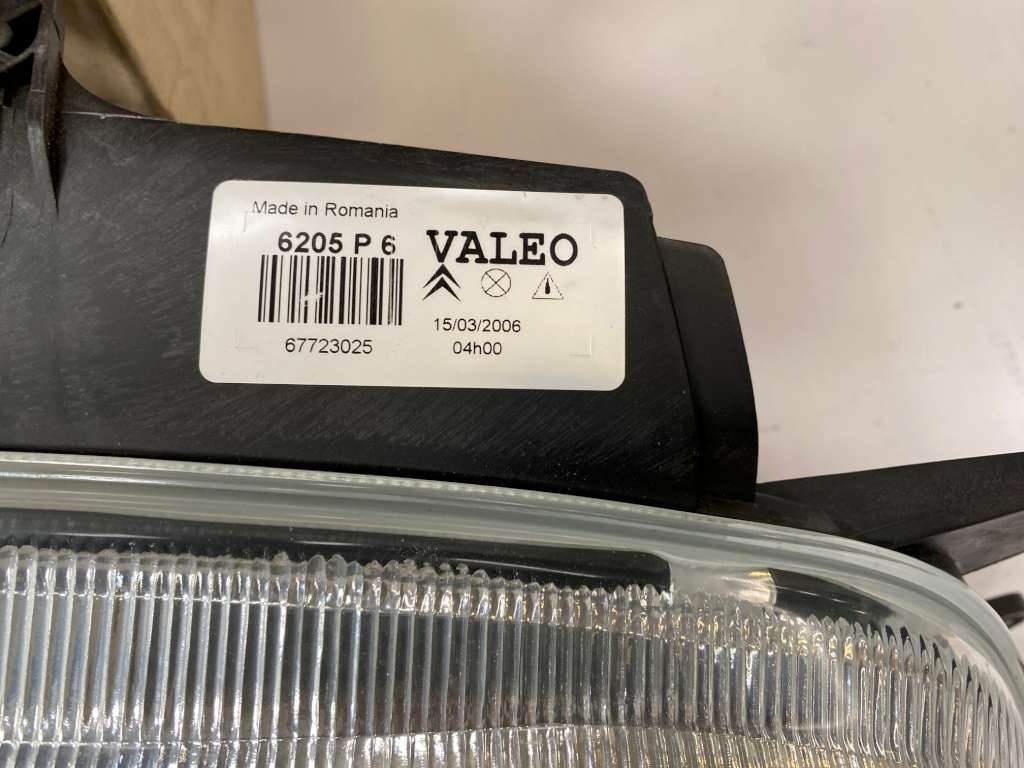 Made in Romania
6205 P 6
VALEO
67723025
15/03/2006
04h00